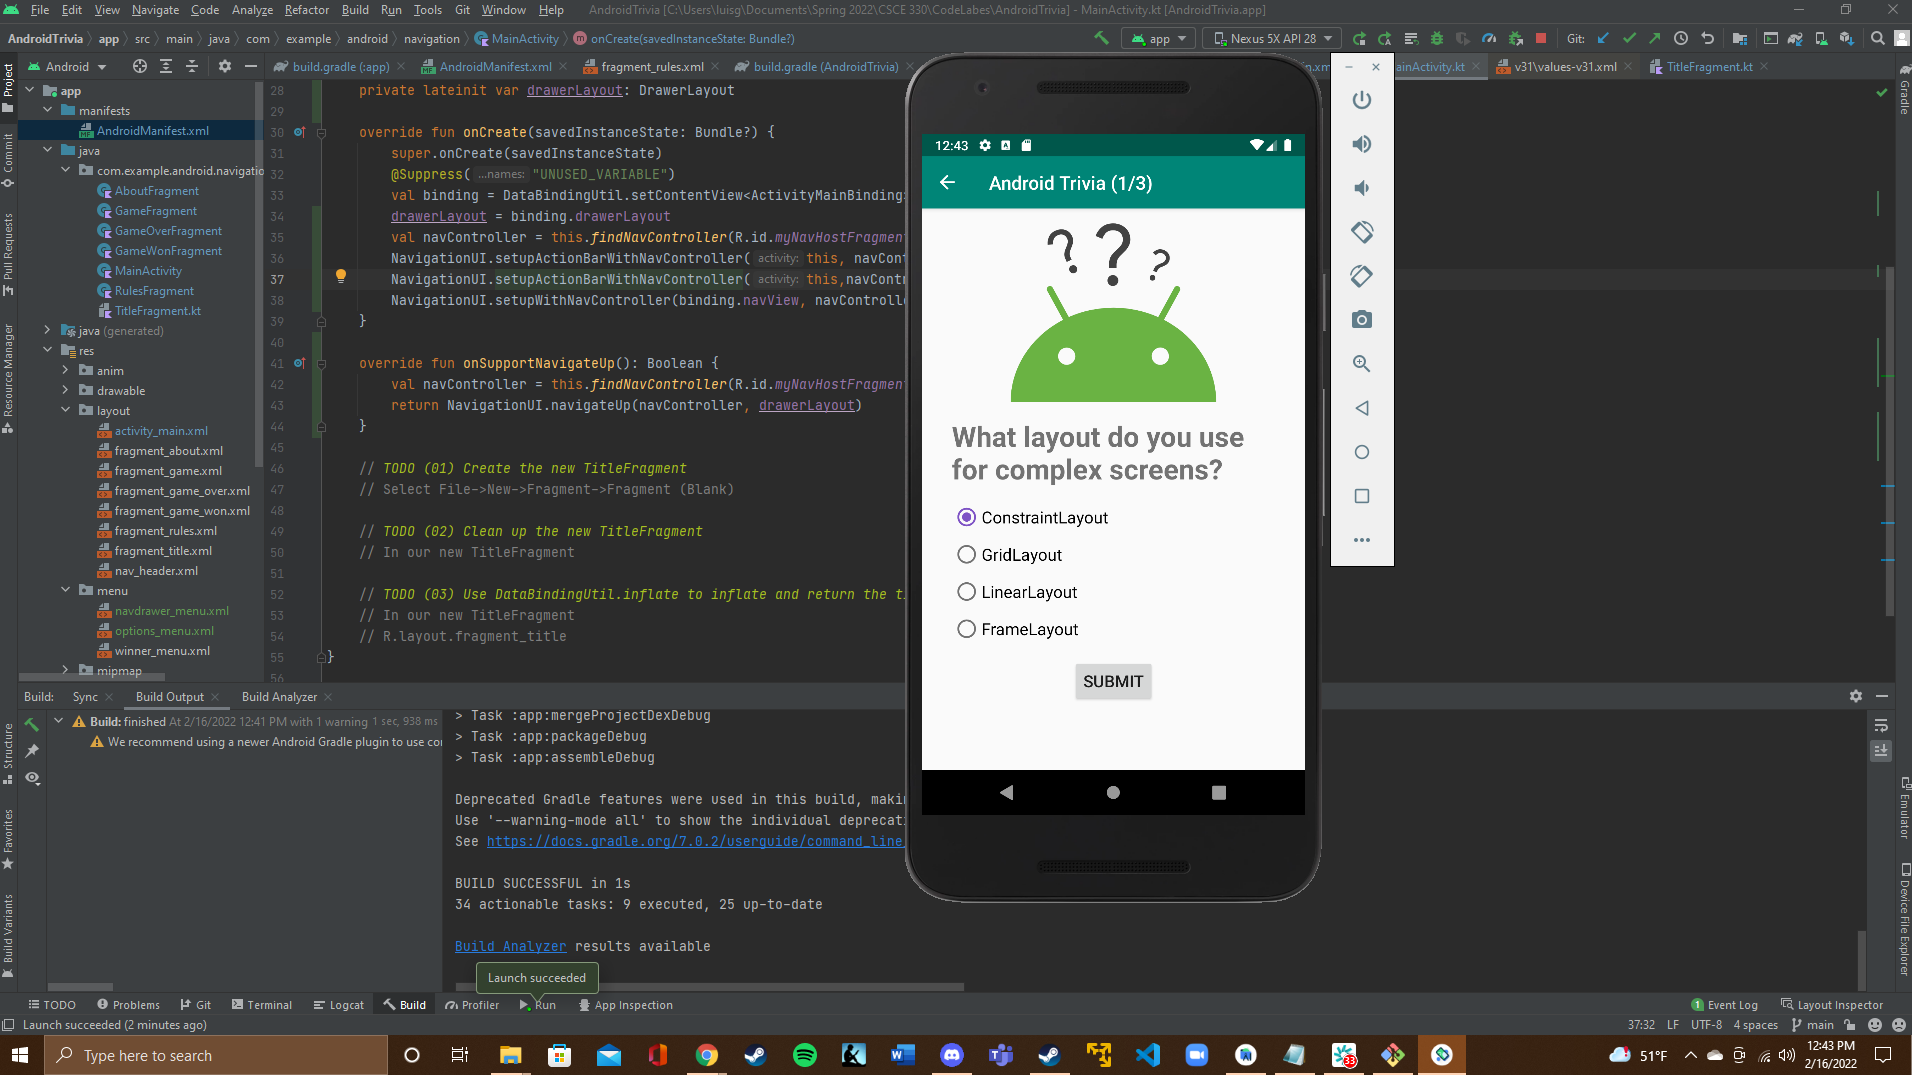 File Edit View Navigate Code Analyze Refactor Build Run Tools Git Window Help AndroidTrivia [C:\Users\luisg\Documents\Spring 2022\CSCE 330\CodeLabes\AndroidTrivia] - MainActivity.kt [AndroidTrivia.app]
AndroidTrivia app src main java com example android navigation MainActivity onCreate(savedInstanceState: Bundle?) app Nexus 5X API 28 Git:
Android build.gradle (:app) AndroidManifest.xml fragment_rules.xml build.gradle (AndroidTrivia) in.xm ainActivity.kt v31\values-v31.xml TitleFragment.kt
Project
Commit
Pull Requests
Resource Manager
Structure
Favorites
Build Variants
app
manifests
AndroidManifest.xml
java
com.example.android.navigatio
AboutFragment
GameFragment
GameOverFragment
GameWonFragment
MainActivity
RulesFragment
TitleFragment.kt
java (generated)
res
anim
drawable
layout
activity_main.xml
fragment_about.xml
fragment_game.xml
fragment_game_over.xml
fragment_game_won.xml
fragment_rules.xml
fragment_title.xml
nav_header.xml
menu
navdrawer_menu.xml
options_menu.xml
winner_menu.xml
mipmap
28 private lateinit var drawerLayout: DrawerLayout
29
30 override fun onCreate(savedInstanceState: Bundle?) {
31 super.onCreate(savedInstanceState)
32 @Suppress( ...names: "UNUSED_VARIABLE")
33 val binding = DataBindingUtil.setContentView<ActivityMainBinding
34 drawerLayout = binding.drawerLayout
35 val navController = this.findNavController(R.id.myNavHostFragment
36 NavigationUI.setupActionBarWithNavController( activity: this, navCont
37 NavigationUI.setupActionBarWithNavController( activity: this,navCont
38 NavigationUI.setupWithNavController(binding.navView, navControlle
39 }
40
41 override fun onSupportNavigateUp(): Boolean {
42 val navController = this.findNavController(R.id.myNavHostFragment
43 return NavigationUI.navigateUp(navController, drawerLayout)
44 }
45
46 // TODO (01) Create the new TitleFragment
47 // Select File->New->Fragment->Fragment (Blank)
48
49 // TODO (02) Clean up the new TitleFragment
50 // In our new TitleFragment
51
52 // TODO (03) Use DataBindingUtil.inflate to inflate and return the t
53 // In our new TitleFragment
54 // R.layout.fragment_title
55 }
56
12:43
Android Trivia (1/3)
? ? ?
What layout do you use
for complex screens?
ConstraintLayout
GridLayout
LinearLayout
FrameLayout
SUBMIT
Gradle
Emulator
Device File Explorer
Build: Sync Build Output Build Analyzer
Build: finished At 2/16/2022 12:41 PM with 1 warning 1 sec, 938 ms
We recommend using a newer Android Gradle plugin to use cor
> Task :app:mergeProjectDexDebug
> Task :app:packageDebug
> Task :app:assembleDebug
Deprecated Gradle features were used in this build, makin
Use '--warning-mode all' to show the individual deprecati
See https://docs.gradle.org/7.0.2/userguide/command_line
BUILD SUCCESSFUL in 1s
34 actionable tasks: 9 executed, 25 up-to-date
Build Analyzer results available
Launch succeeded
TODO Problems Git Terminal Logcat Build Profiler Run App Inspection 1 Event Log Layout Inspector
Launch succeeded (2 minutes ago) 37:32 LF UTF-8 4 spaces main
Type here to search 33 51°F 12:43 PM
2/16/2022